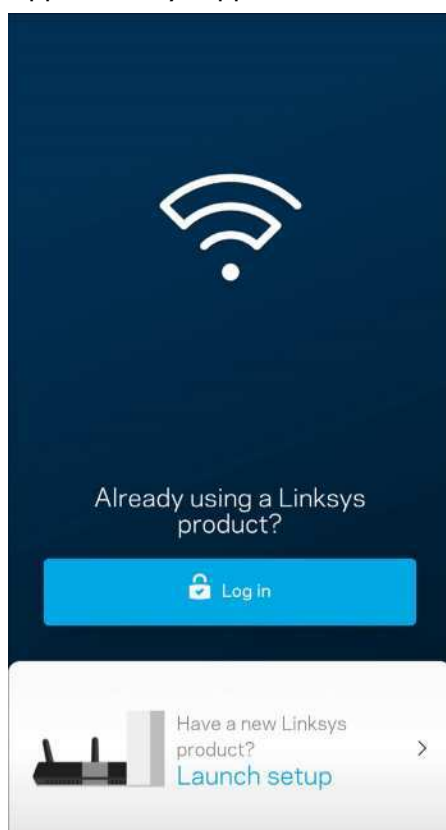 Already using a Linksys
product?
Log in
Have a new Linksys
product?
Launch setup